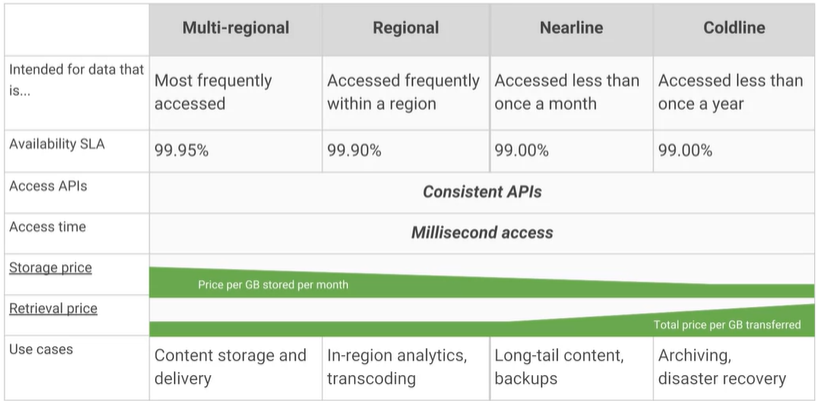 Multi-regional Regional Nearline Coldline
Intended for data that
is...
Most frequently
accessed
Accessed frequently
within a region
Accessed less than
once a month
Accessed less than
once a year
Availability SLA
99.95% 99.90% 99.00% 99.00%
Access APIs
Consistent APIs
Access time
Millisecond access
Storage price
Price per GB stored per month
Retrieval price
Total price per GB transferred
Use cases
Content storage and
delivery
In-region analytics,
transcoding
Long-tail content,
backups
Archiving,
disaster recovery